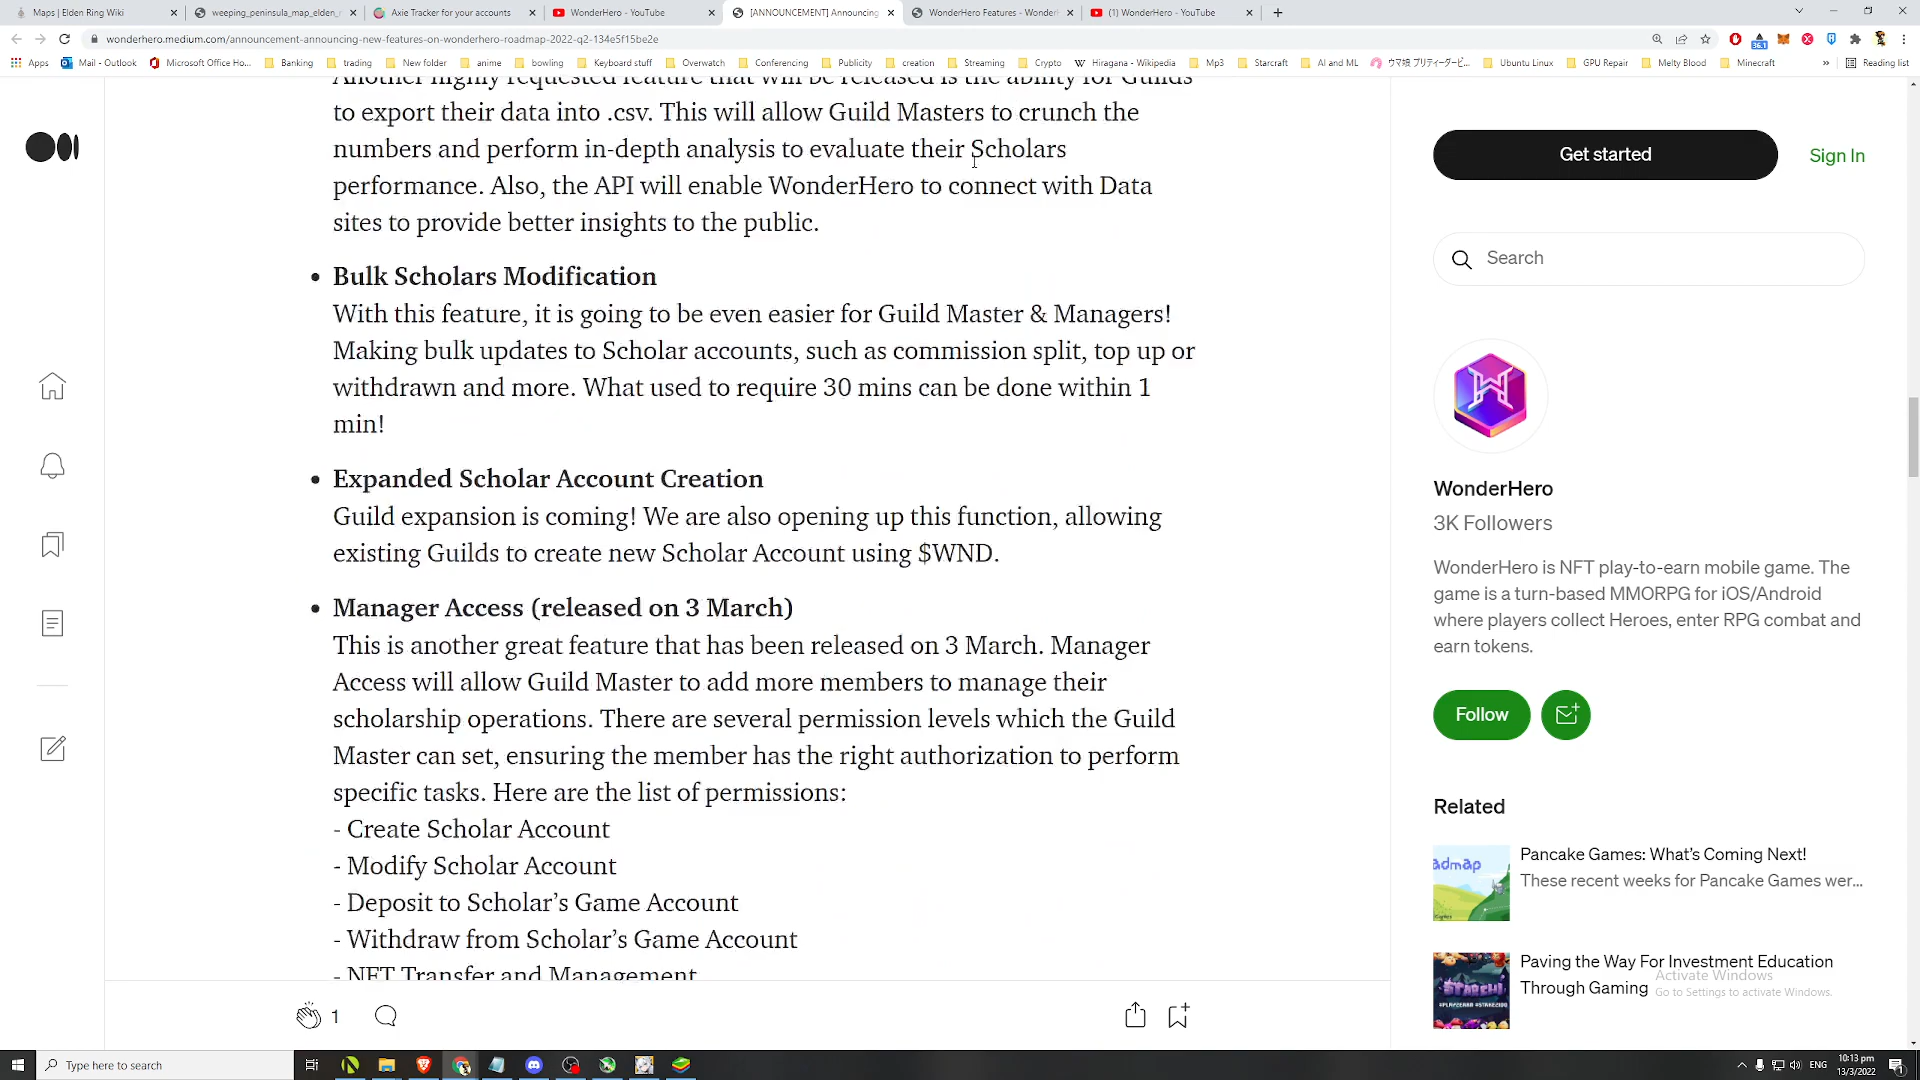 Maps | Elden Ring Wiki
weeping_peninsula_map_elden_r
Axie Tracker for your accounts
WonderHero - YouTube
[ANNOUNCEMENT] Announcing
WonderHero Features - WonderH
(1) WonderHero - YouTube
wonderhero.medium.com/announcement-announcing-new-features-on-wonderhero-roadmap-2022-q2-134e5f15be2e
36.1
Apps
Mail - Outlook
Microsoft Office Ho...
Banking
trading
New folder
anime
bowling
Keyboard stuff
Overwatch
Conferencing
Publicity
creation
Streaming
Crypto
Hiragana - Wikipedia
Mp3
Starcraft
AI and ML
ウマ娘 プリティーダービ...
Ubuntu Linux
GPU Repair
Melty Blood
Minecraft
»
Reading list
Another highly requested feature that will be released is the ability for Guilds
to export their data into .csv. This will allow Guild Masters to crunch the
numbers and perform in-depth analysis to evaluate their Scholars
performance. Also, the API will enable WonderHero to connect with Data
sites to provide better insights to the public.
• Bulk Scholars Modification
With this feature, it is going to be even easier for Guild Master & Managers!
Making bulk updates to Scholar accounts, such as commission split, top up or
withdrawn and more. What used to require 30 mins can be done within 1
min!
• Expanded Scholar Account Creation
Guild expansion is coming! We are also opening up this function, allowing
existing Guilds to create new Scholar Account using $WND.
• Manager Access (released on 3 March)
This is another great feature that has been released on 3 March. Manager
Access will allow Guild Master to add more members to manage their
scholarship operations. There are several permission levels which the Guild
Master can set, ensuring the member has the right authorization to perform
specific tasks. Here are the list of permissions:
- Create Scholar Account
- Modify Scholar Account
- Deposit to Scholar’s Game Account
- Withdraw from Scholar’s Game Account
- NFT Transfer and Management
1
Get started
Sign In
Search
WonderHero
3K Followers
WonderHero is NFT play-to-earn mobile game. The
game is a turn-based MMORPG for iOS/Android
where players collect Heroes, enter RPG combat and
earn tokens.
Follow
Related
admap
Pancake Games: What’s Coming Next!
These recent weeks for Pancake Games wer...
STARCH
Paving the Way For Investment Education
Through Gaming
Activate Windows
Go to Settings to activate Windows.
Type here to search
ENG
10:13 pm
13/3/2022
1